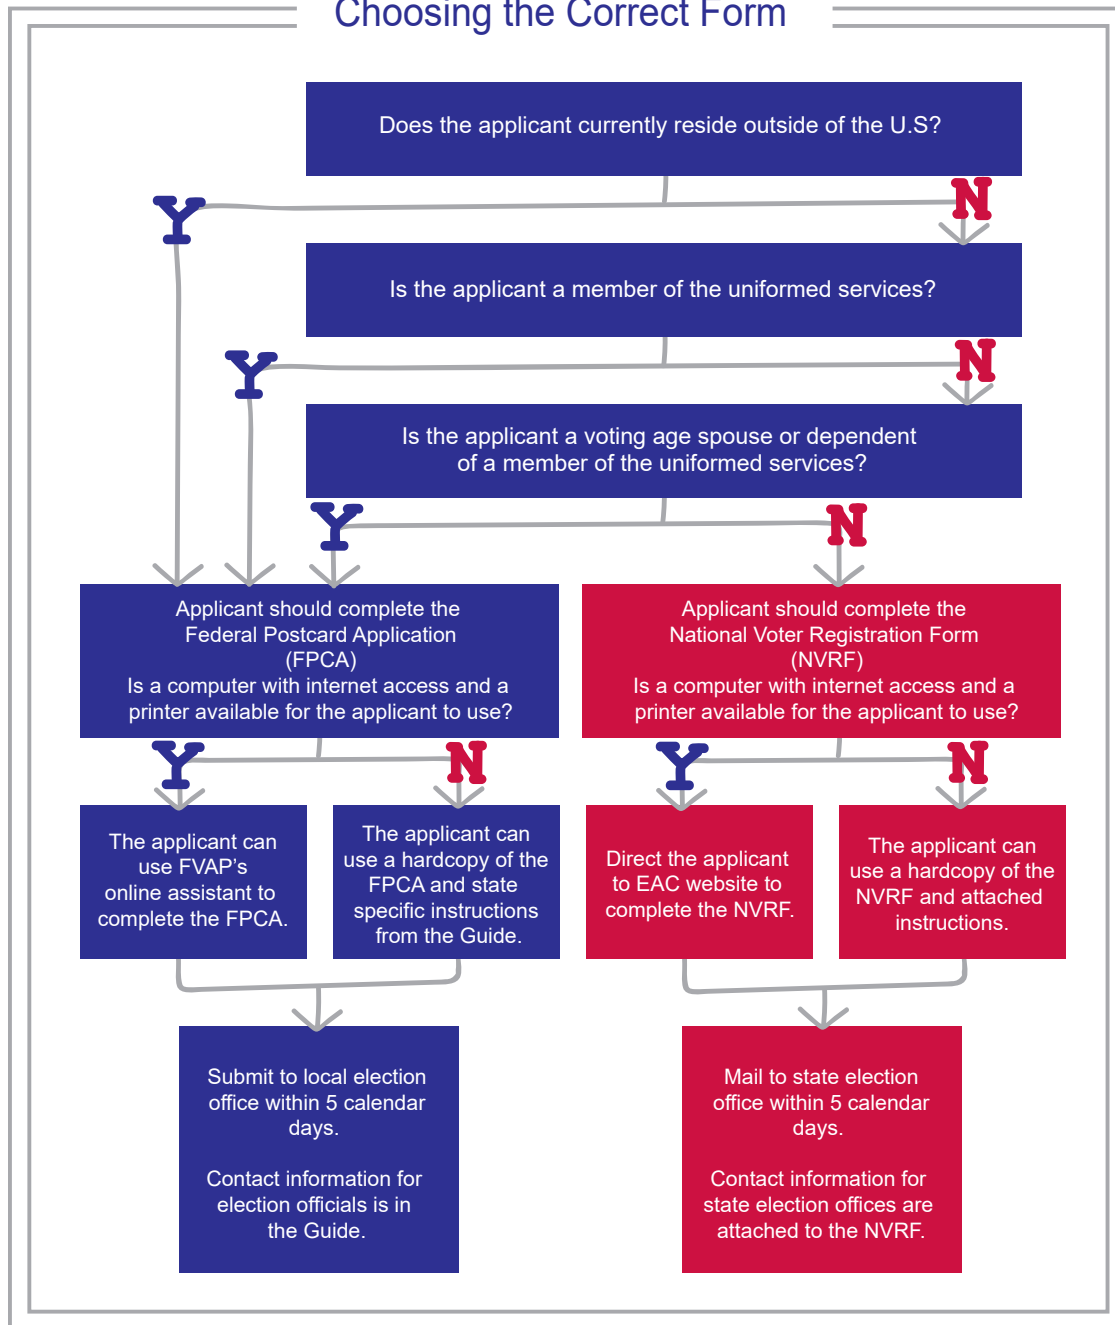 Choosing the Correct Form
Does the applicant currently reside outside of the U.S?
Y
N
Is the applicant a member of the uniformed services?
Y
N
Is the applicant a voting age spouse or dependent
of a member of the uniformed services?
Y
N
Applicant should complete the
Federal Postcard Application
(FPCA)
Is a computer with internet access and a
printer available for the applicant to use?
Applicant should complete the
National Voter Registration Form
(NVRF)
Is a computer with internet access and a
printer available for the applicant to use?
Y
N
Y
N
The applicant can
use FVAP's
online assistant to
complete the FPCA.
The applicant can
use a hardcopy of the
FPCA and state
specific instructions
from the Guide.
Direct the applicant
to EAC website to
complete the NVRF.
The applicant can
use a hardcopy of the
NVRF and attached
instructions.
Submit to local election
office within 5 calendar
days.
Contact information for
election officials is in
the Guide.
Mail to state election
office within 5 calendar
days.
Contact information for
state election offices are
attached to the NVRF.